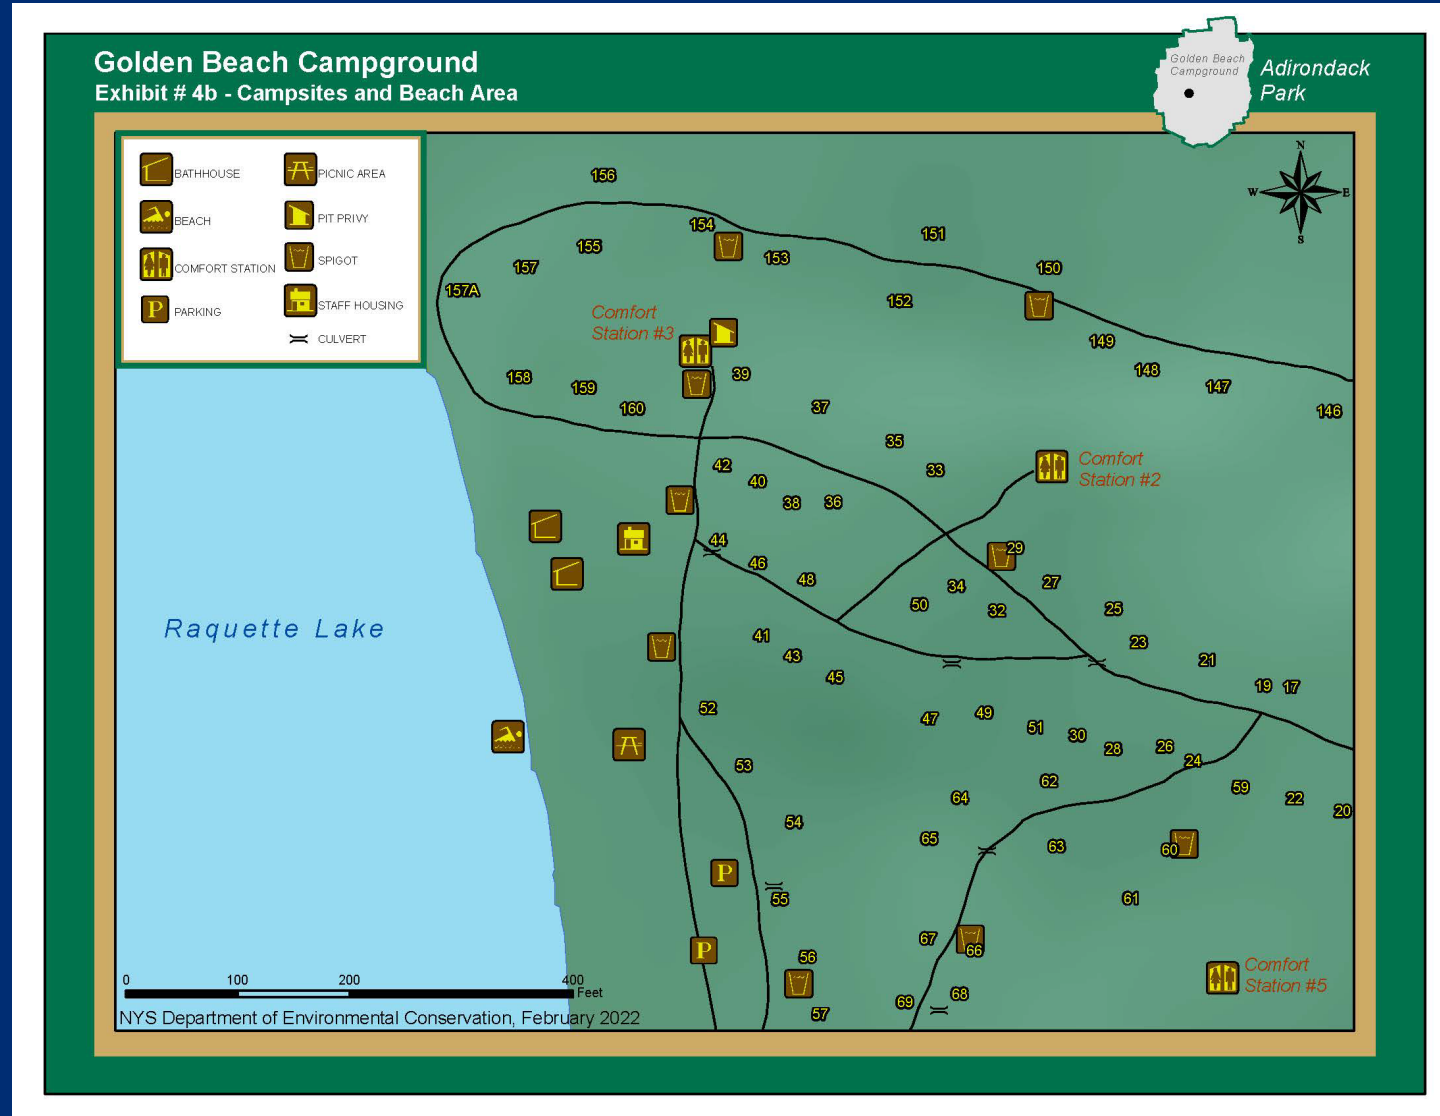 Golden Beach Campground
Exhibit # 4b - Campsites and Beach Area
Golden Beach
Campground
Adirondack
Park
BATHHOUSE
PICNIC AREA
BEACH
PIT PRIVY
COMFORT STATION
SPIGOT
P PARKING
STAFF HOUSING
CULVERT
N
W E
S
156
154
151
155
153
157
150
157A
152
Comfort
Station #3
149
39
148
158
159
147
160
37
146
35
42
33
Comfort
Station #2
40
38
36
44
29
46
48
34
27
50
32
25
Raquette Lake
41
23
43
21
45
19
17
52
47
49
51
30
26
28
24
53
62
59
64
22
20
54
65
63
60
P
55
61
67
66
P
56
Comfort
Station #5
68
69
57
0 100 200 400
Feet
NYS Department of Environmental Conservation, February 2022